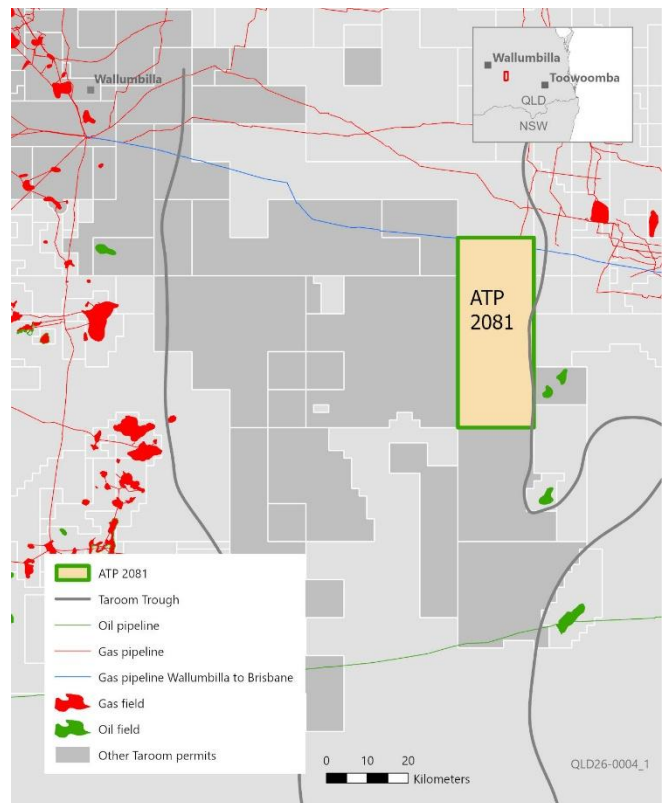 Wallumbilla
Wallumbilla
Toowoomba
QLD
NSW
ATP
2081
ATP 2081
Taroom Trough
Oil pipeline
Gas pipeline
Gas pipeline Wallumbilla to Brisbane
Gas field
Oil field
Other Taroom permits
0 10 20
Kilometers
QLD26-0004_1